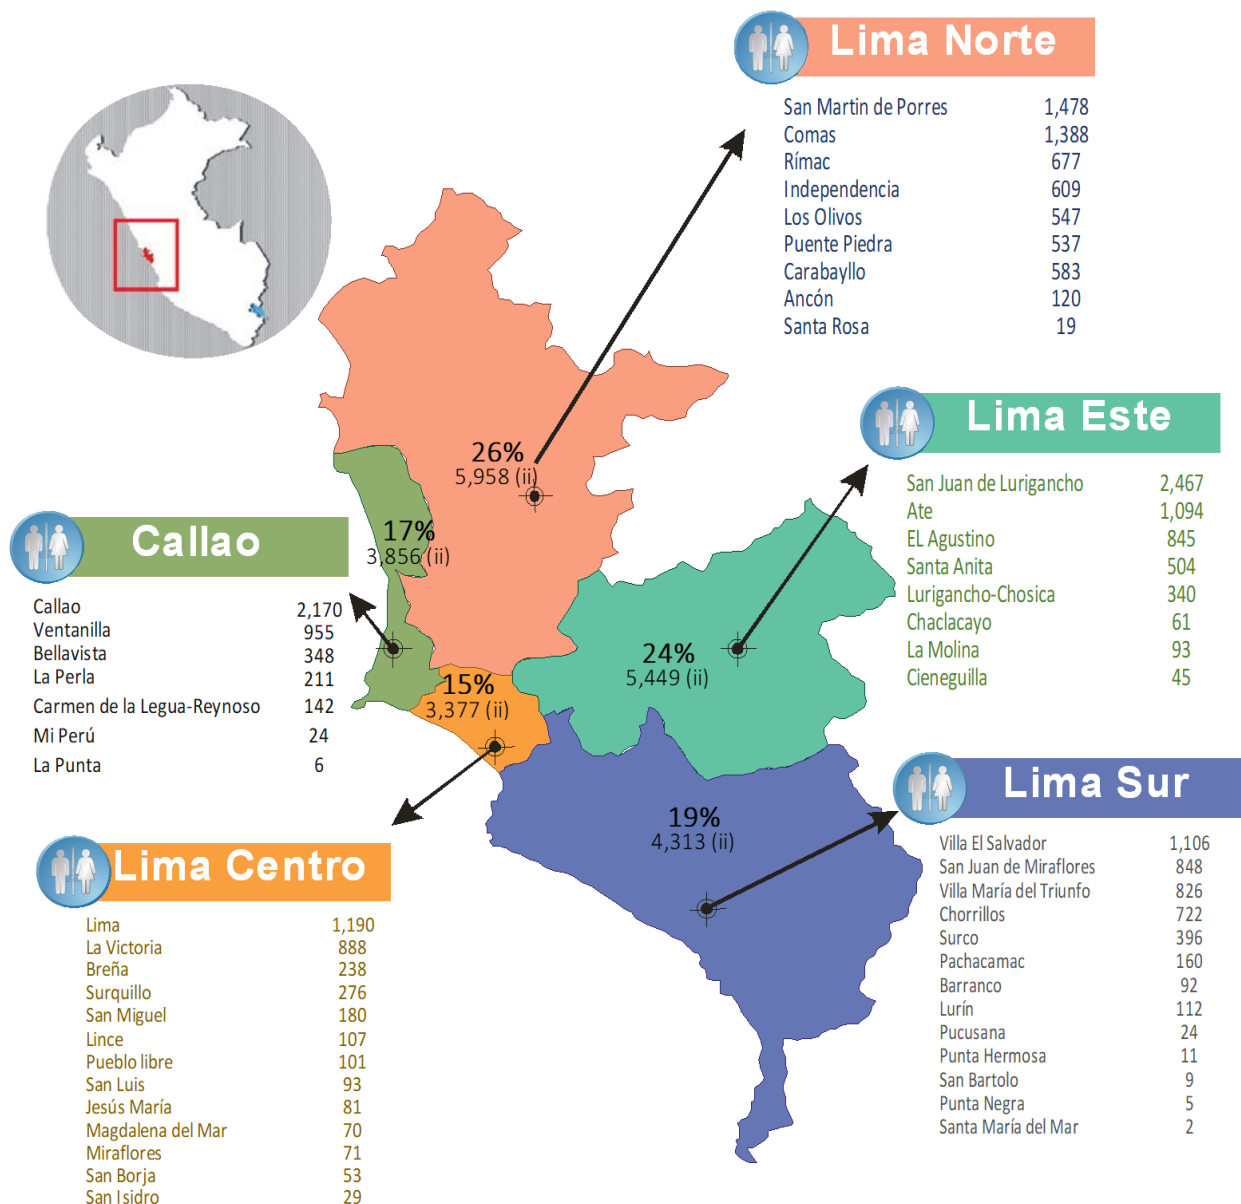 Lima Norte
San Martin de Porres 1,478
Comas 1,388
Rímac 677
Independencia 609
Los Olivos 547
Puente Piedra 537
Carabayllo 583
Ancón 120
Santa Rosa 19
26%
5,958 (ii)
Lima Este
San Juan de Lurigancho 2,467
Ate 1,094
EL Agustino 845
Santa Anita 504
Lurigancho-Chosica 340
Chaclacayo 61
La Molina 93
Cieneguilla 45
24%
5,449 (ii)
Callao
Callao 2,170
Ventanilla 955
Bellavista 348
La Perla 211
Carmen de la Legua-Reynoso 142
Mi Perú 24
La Punta 6
17%
3,856 (ii)
15%
3,377 (ii)
Lima Centro
Lima 1,190
La Victoria 888
Breña 238
Surquillo 276
San Miguel 180
Lince 107
Pueblo libre 101
San Luis 93
Jesús María 81
Magdalena del Mar 70
Miraflores 71
San Borja 53
San Isidro 29
19%
4,313 (ii)
Lima Sur
Villa El Salvador 1,106
San Juan de Miraflores 848
Villa María del Triunfo 826
Chorrillos 722
Surco 396
Pachacamac 160
Barranco 92
Lurín 112
Pucusana 24
Punta Hermosa 11
San Bartolo 9
Punta Negra 5
Santa María del Mar 2